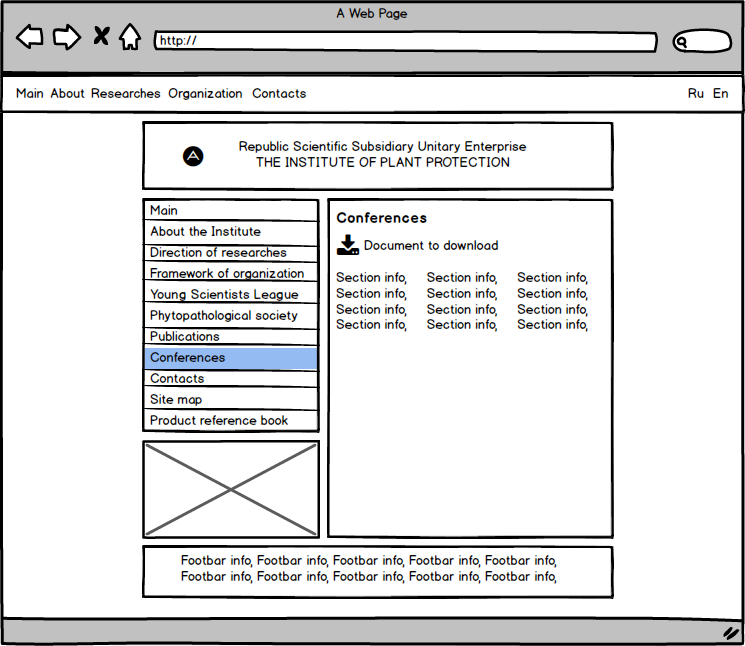 A Web Page
http://
Main About Researches Organization Contacts
Ru En
Republic Scientific Subsidiary Unitary Enterprise
THE INSTITUTE OF PLANT PROTECTION
A
Main
About the Institute
Direction of researches
Framework of organization
Young Scientists League
Phytopathological society
Publications
Conferences
Contacts
Site map
Product reference book
Conferences
Document to download
Section info, Section info, Section info,
Section info, Section info, Section info,
Section info, Section info, Section info,
Section info, Section info, Section info,
Footbar info, Footbar info, Footbar info, Footbar info, Footbar info,
Footbar info, Footbar info, Footbar info, Footbar info, Footbar info,